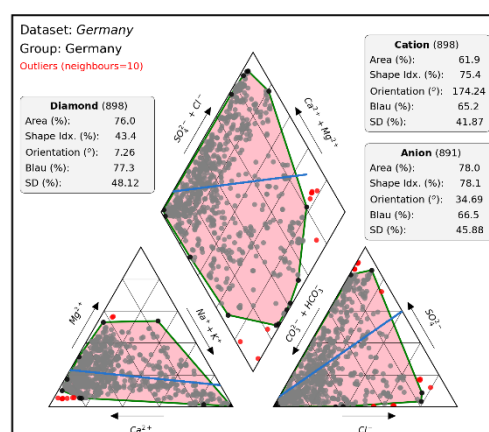 Dataset: Germany
Group: Germany
Outliers (neighbours=10)
Diamond (898)
Area (%): 76.0
Shape Idx. (%): 43.4
Orientation (°): 7.26
Blau (%): 77.3
SD (%): 48.12
Cation (898)
Area (%): 61.9
Shape Idx. (%): 75.4
Orientation (°): 174.24
Blau (%): 65.2
SD (%): 41.87
Anion (891)
Area (%): 78.0
Shape Idx. (%): 78.1
Orientation (°): 34.69
Blau (%): 66.5
SD (%): 45.88
SO₄²⁻ + Cl⁻
Ca²⁺ + Mg²⁺
Mg²⁺
Na⁺ + K⁺
CO₃²⁻ + HCO₃⁻
SO₄²⁻
Ca²⁺
Cl⁻